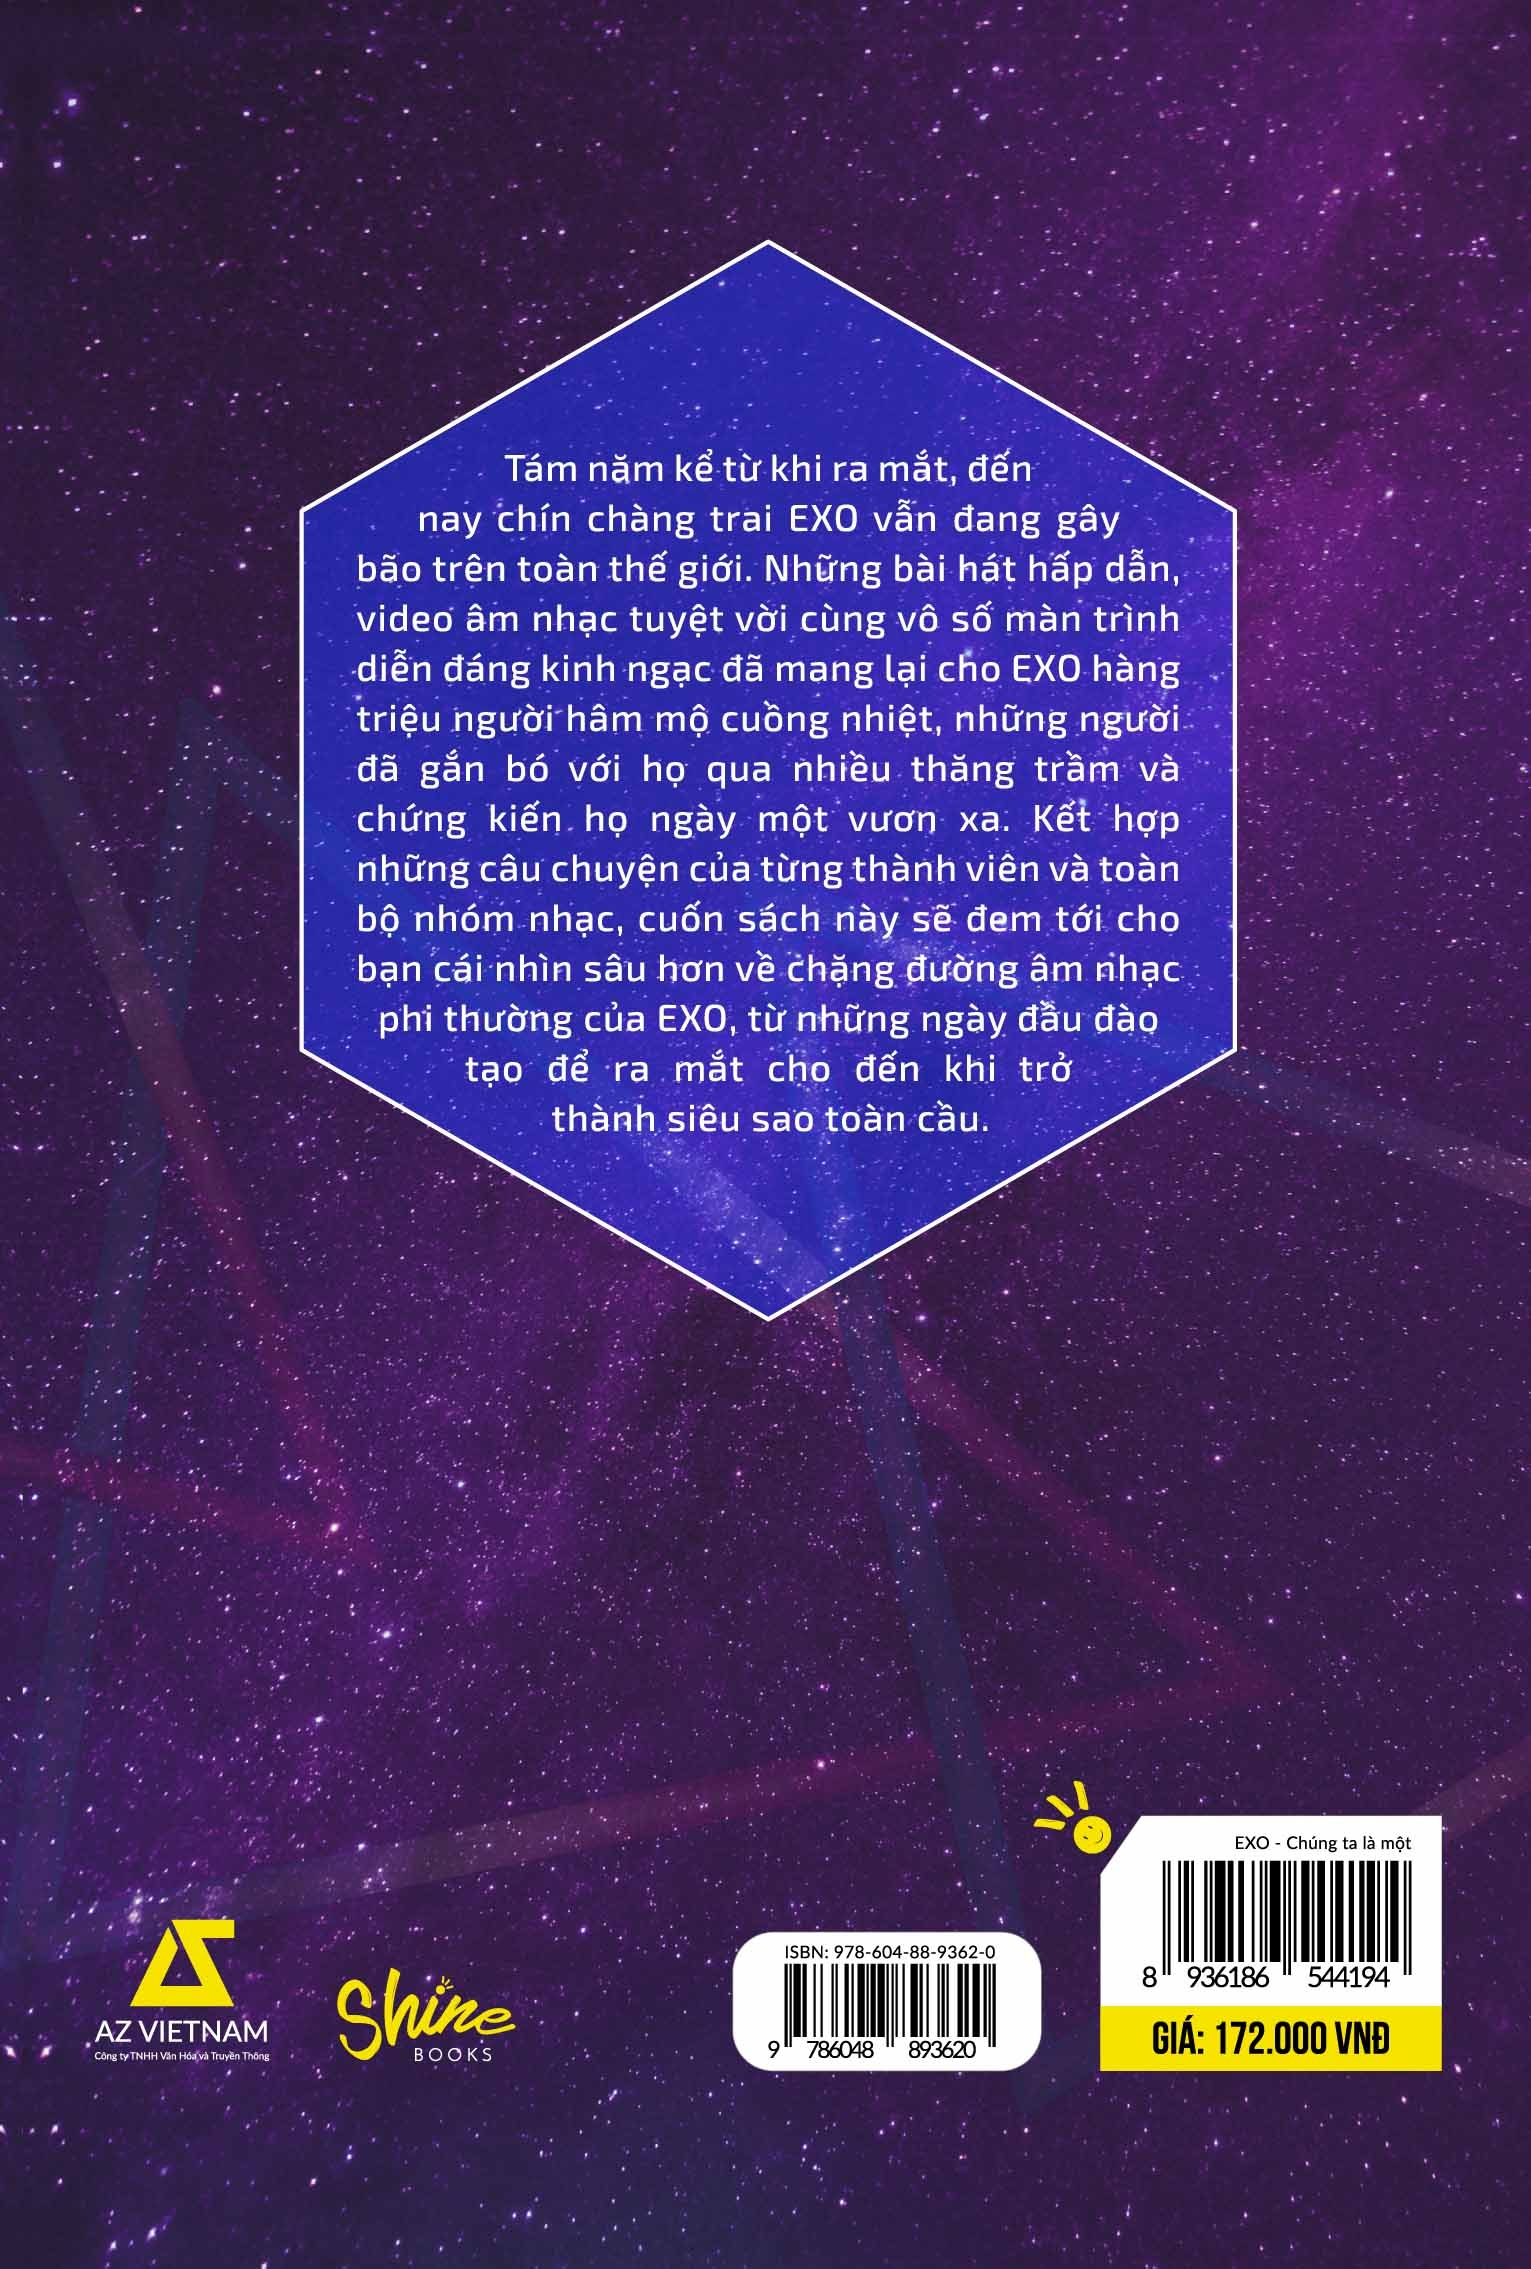 Tám năm kể từ khi ra mắt, đến
nay chín chàng trai EXO vẫn đang gây
bão trên toàn thế giới. Những bài hát hấp dẫn,
video âm nhạc tuyệt vời cùng vô số màn trình
diễn đáng kinh ngạc đã mang lại cho EXO hàng
triệu người hâm mộ cuồng nhiệt, những người
đã gắn bó với họ qua nhiều thăng trầm và
chứng kiến họ ngày một vươn xa. Kết hợp
những câu chuyện của từng thành viên và toàn
bộ nhóm nhạc, cuốn sách này sẽ đem tới cho
bạn cái nhìn sâu hơn về chặng đường âm nhạc
phi thường của EXO, từ những ngày đầu đào
tạo để ra mắt cho đến khi trở
thành siêu sao toàn cầu.
AZ VIETNAM
Công ty TNHH Văn Hóa và Truyền Thông
Shine
BOOKS
ISBN: 978-604-88-9362-0
9 786048 893620
EXO - Chúng ta là một
8 936186 544194
GIÁ: 172.000 VNĐ